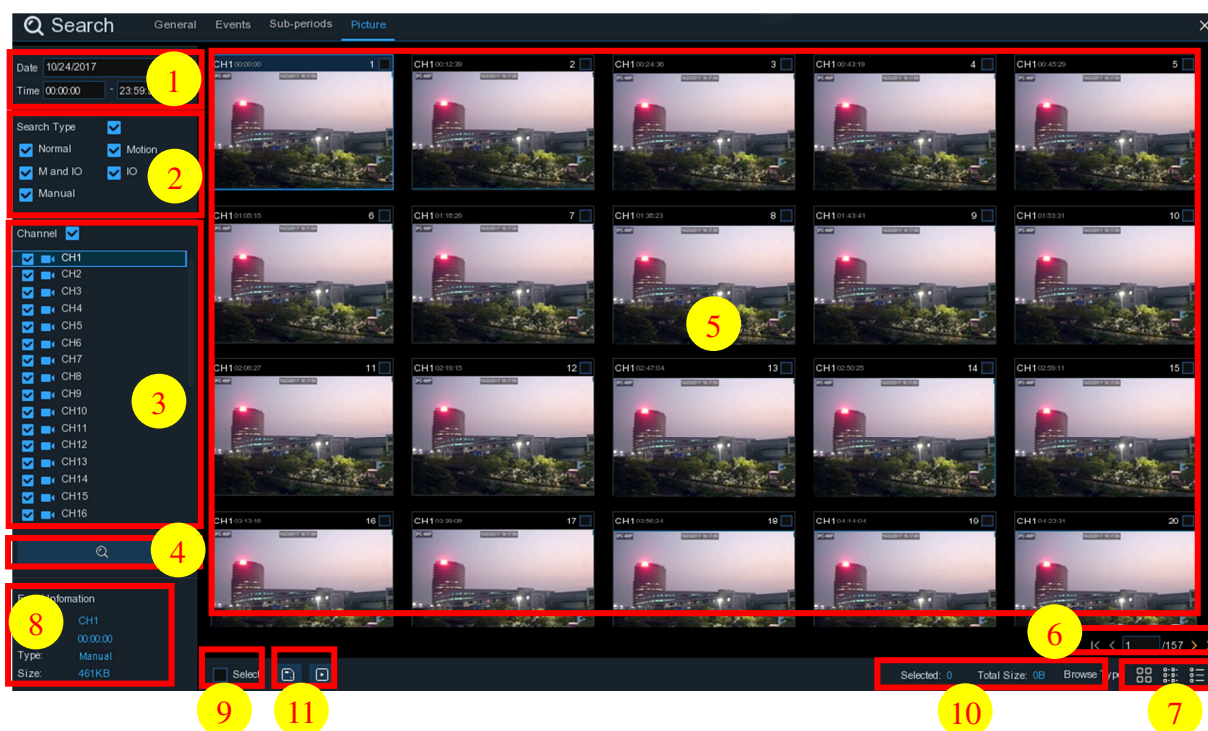 Search General Events Sub-periods Picture
Date 10/24/2017
Time 00:00:00 - 23:59:
1
Search Type
Normal Motion
M and IO IO
Manual
2
Channel
CH1
CH2
CH3
CH4
CH5
CH6
CH7
CH8
CH9
CH10
CH11
CH12
CH13
CH14
CH15
CH16
3
4
CH1 00:00:00 1
CH1 00:12:39 2
CH1 00:24:36 3
CH1 00:43:19 4
CH1 00:45:29 5
CH1 01:05:15 6
CH1 01:18:26 7
CH1 01:38:23 8
CH1 01:43:41 9
CH1 01:53:31 10
5
CH1 02:06:27 11
CH1 02:19:15 12
CH1 02:47:04 13
CH1 02:50:25 14
CH1 02:59:11 15
CH1 03:13:16 16
CH1 03:39:08 17
CH1 03:56:24 18
CH1 04:14:04 19
CH1 04:23:31 20
Infomation
CH1
00:00:00
Type: Manual
Size: 461KB
8
6
1 /157
Select
Selected: 0 Total Size: 0B Browse Type
9
11
10
7